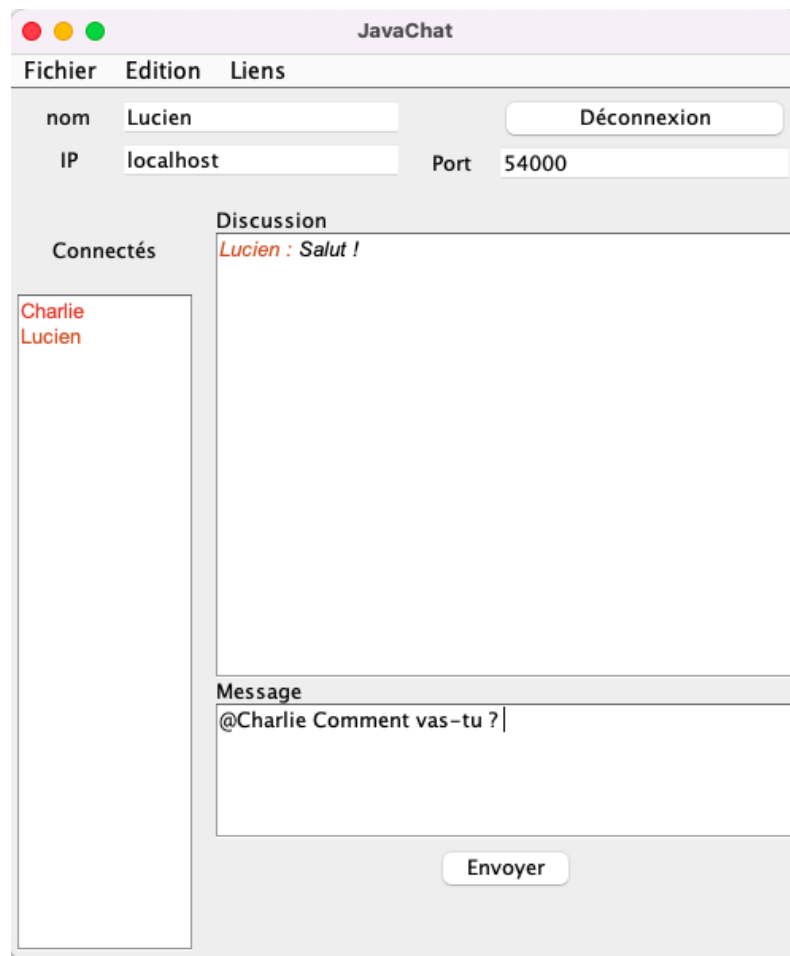 JavaChat
Fichier Edition Liens
nom Lucien Déconnexion
IP localhost Port 54000
Discussion
Connectés
Lucien : Salut !
Charlie
Lucien
Message
@Charlie Comment vas-tu ?
Envoyer